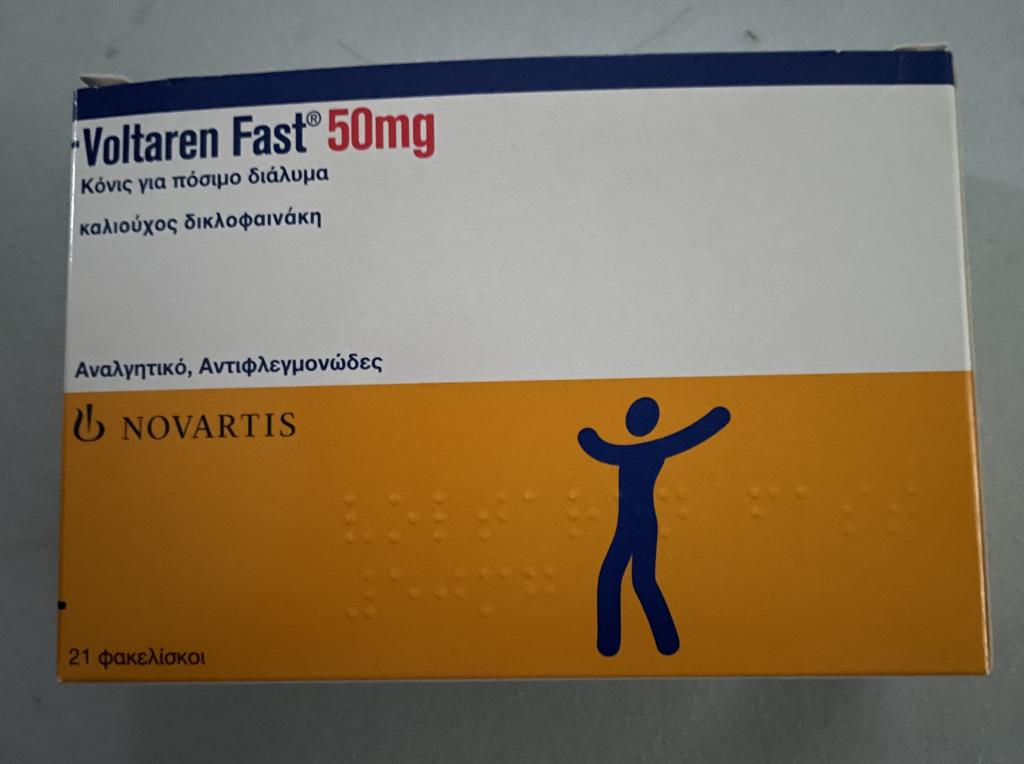 Voltaren Fast® 50mg
Κόνις για πόσιμο διάλυμα
καλιούχος δικλοφαινάκη
Αναλγητικό, Αντιφλεγμονώδες
NOVARTIS
21 φακελίσκοι